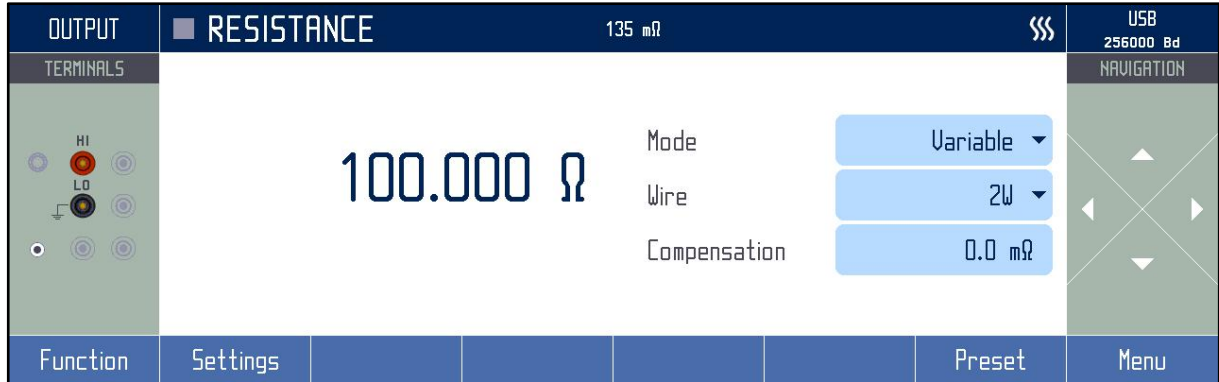 OUTPUT
RESISTANCE
135 mΩ
USB
256000 Bd
TERMINALS
NAVIGATION
HI
LO
100.000 Ω
Mode
Variable
Wire
2W
Compensation
0.0 mΩ
Function
Settings
Preset
Menu